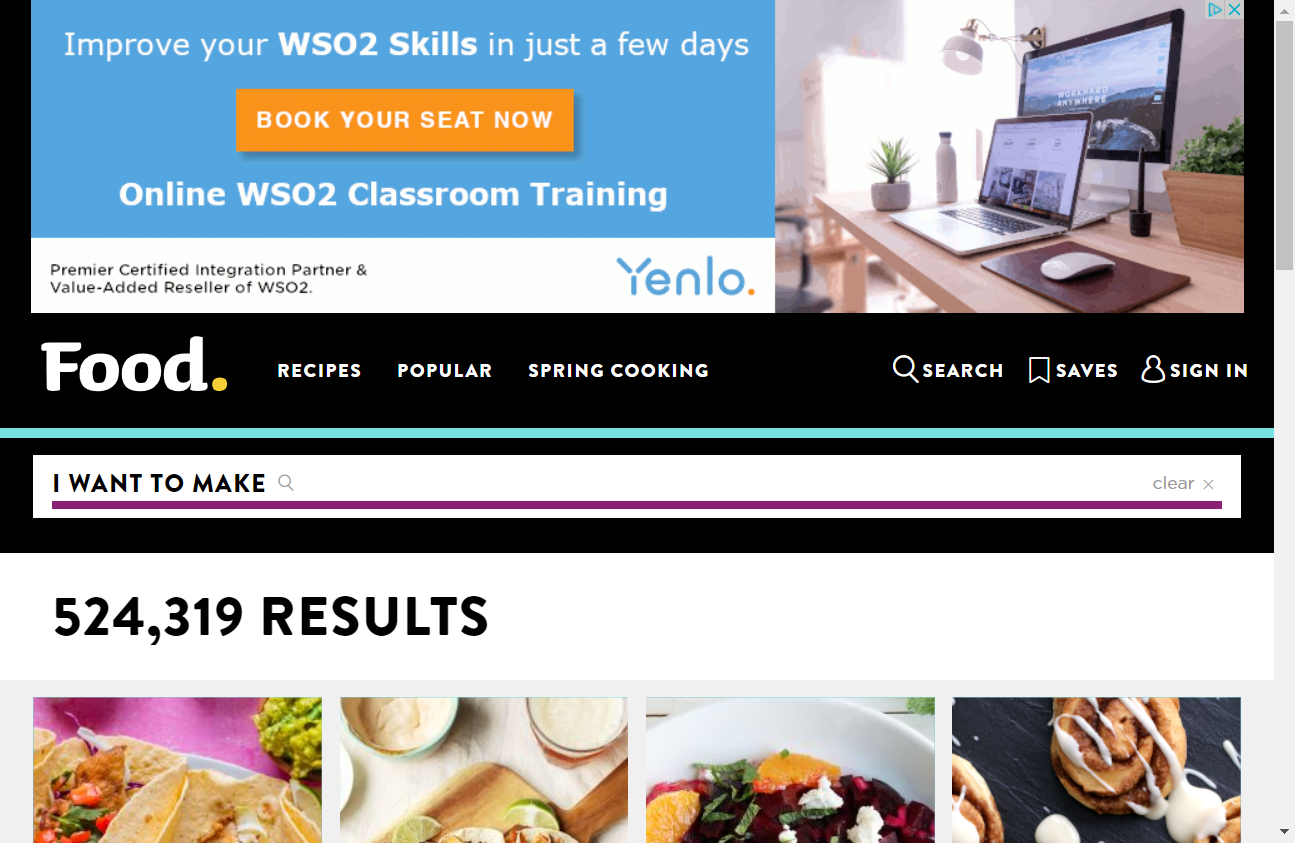 Improve your WSO2 Skills in just a few days
BOOK YOUR SEAT NOW
Online WSO2 Classroom Training
Premier Certified Integration Partner &
Value-Added Reseller of WSO2.
Yenlo.
WORKHARD
ANYWHERE
Food.
RECIPES
POPULAR
SPRING COOKING
SEARCH
SAVES
SIGN IN
I WANT TO MAKE
clear ×
524,319 RESULTS